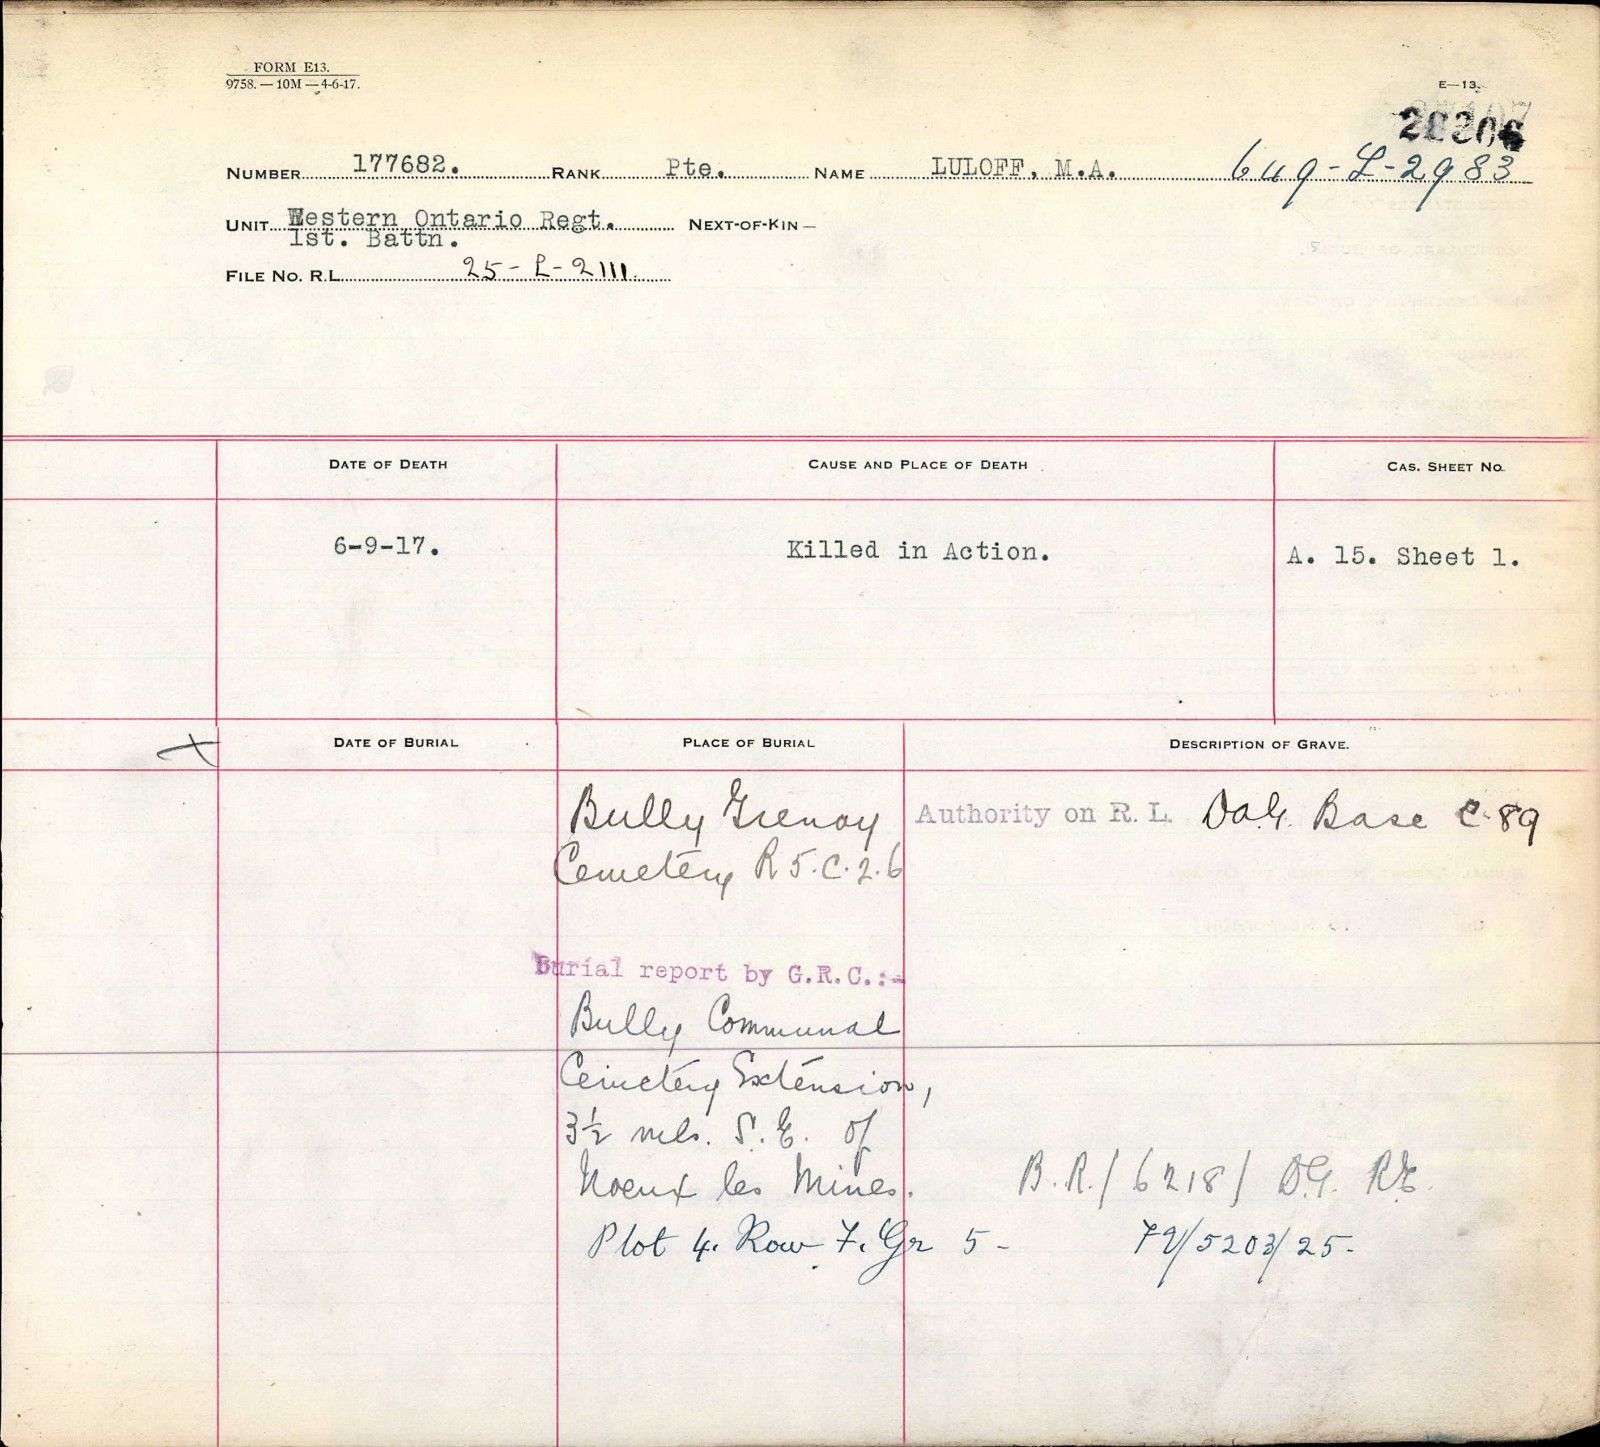 FORM E13.
9758. — 10M — 4-6-17.
E—13.
NUMBER 177682. RANK Pte. NAME LULOFF, M.A. 649-L-2983
UNIT Western Ontario Regt. NEXT-OF-KIN —
1st. Battn.
FILE NO. R.L. 25-L-2111.
DATE OF DEATH CAUSE AND PLACE OF DEATH CAS. SHEET NO.
6-9-17. Killed in Action. A. 15. Sheet 1.
DATE OF BURIAL PLACE OF BURIAL DESCRIPTION OF GRAVE.
Bully Grenay Authority on R. L. Base C.89
Cemetery R 5.C.2.6
Burial report by G.R.C.:-
Bully Communal
Cemetery Extension,
3½ mls. S.E. of
Noeux les Mines. B.R./6218/
Plot 4. Row 7. Gr 5 - /5203/25-